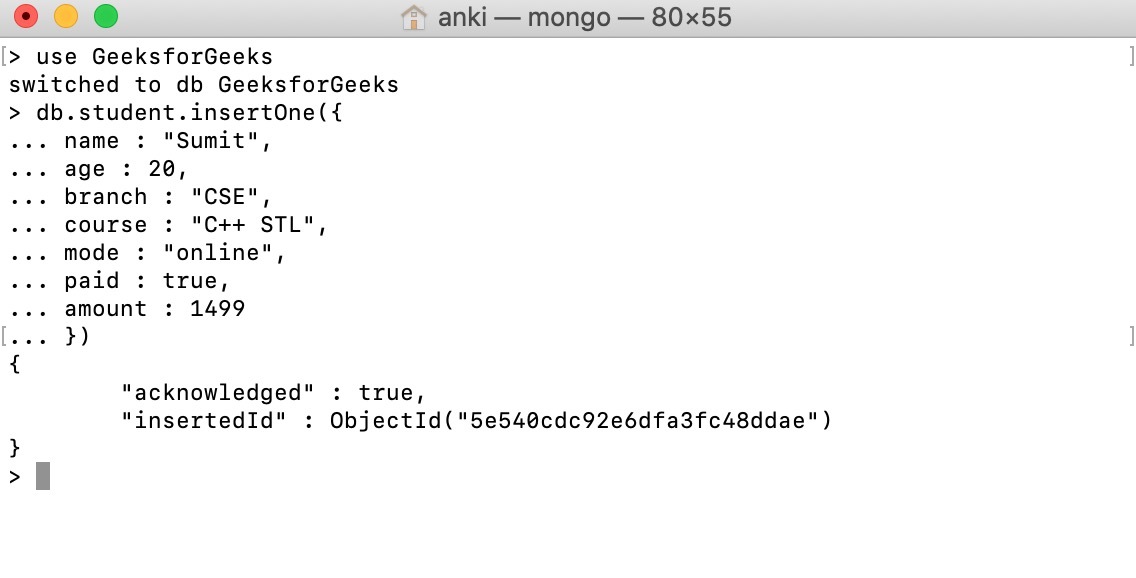 anki — mongo — 80×55
[> use GeeksforGeeks ]
switched to db GeeksforGeeks
> db.student.insertOne({
... name : "Sumit",
... age : 20,
... branch : "CSE",
... course : "C++ STL",
... mode : "online",
... paid : true,
... amount : 1499
[... }) ]
{
        "acknowledged" : true,
        "insertedId" : ObjectId("5e540cdc92e6dfa3fc48ddae")
}
>